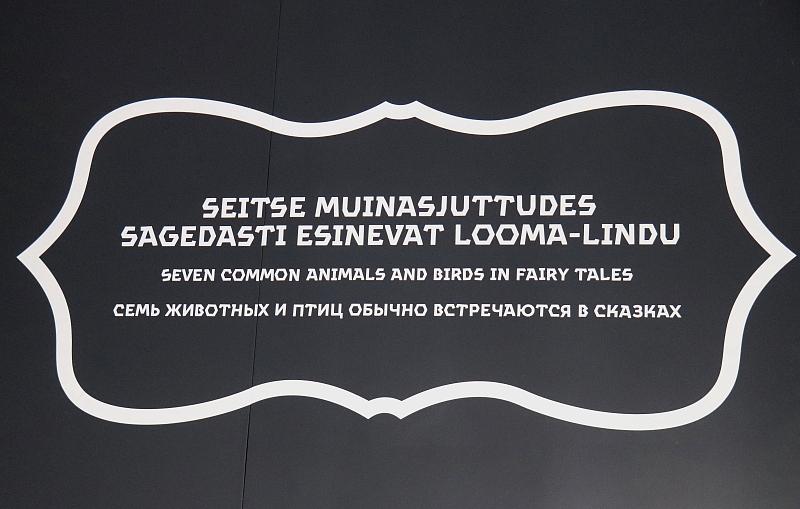 SEITSE MUINASJUTTUDES
SAGEDASTI ESINEVAT LOOMA-LINDU
SEVEN COMMON ANIMALS AND BIRDS IN FAIRY TALES
СЕМЬ ЖИВОТНЫХ И ПТИЦ ОБЫЧНО ВСТРЕЧАЮТСЯ В СКАЗКАХ